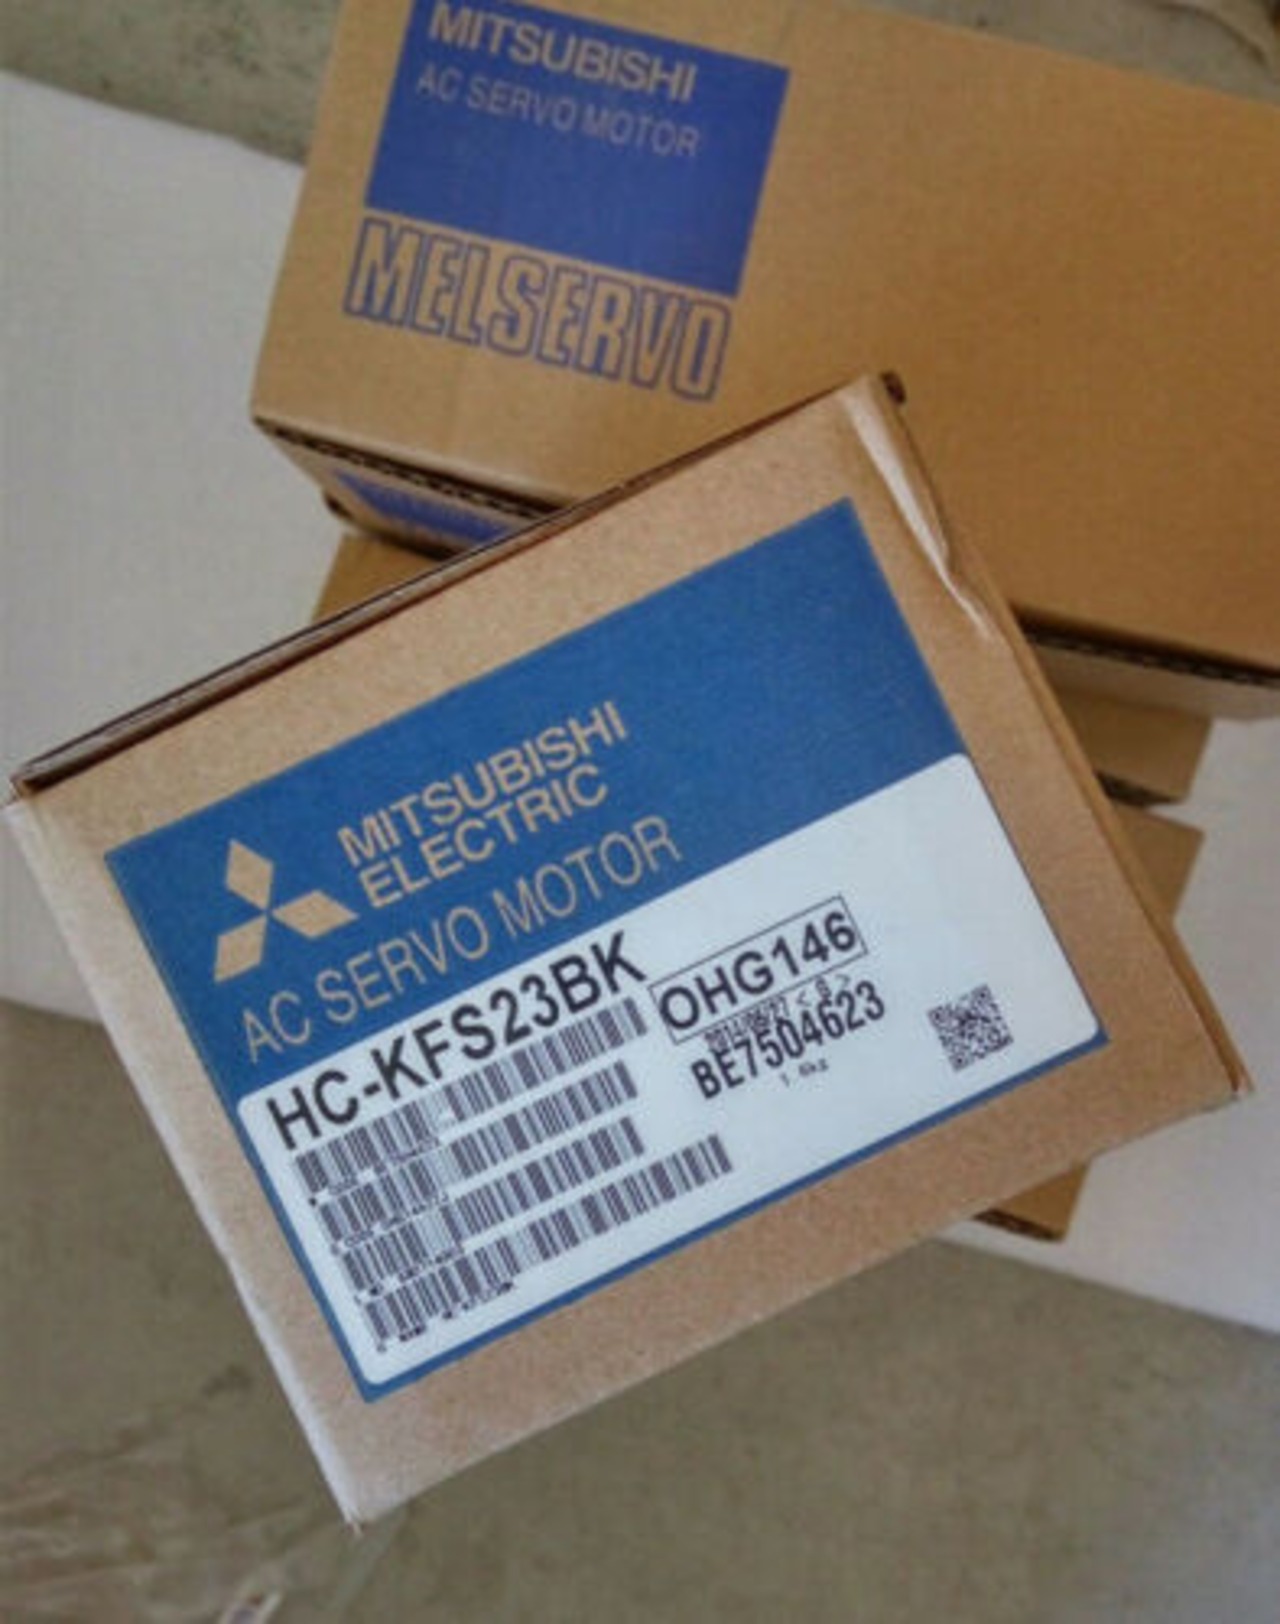 MITSUBISHI
AC SERVO MOTOR
MELSERVO
MITSUBISHI
ELECTRIC
AC SERVO MOTOR
HC-KFS23BK
OHG146
BE7504623